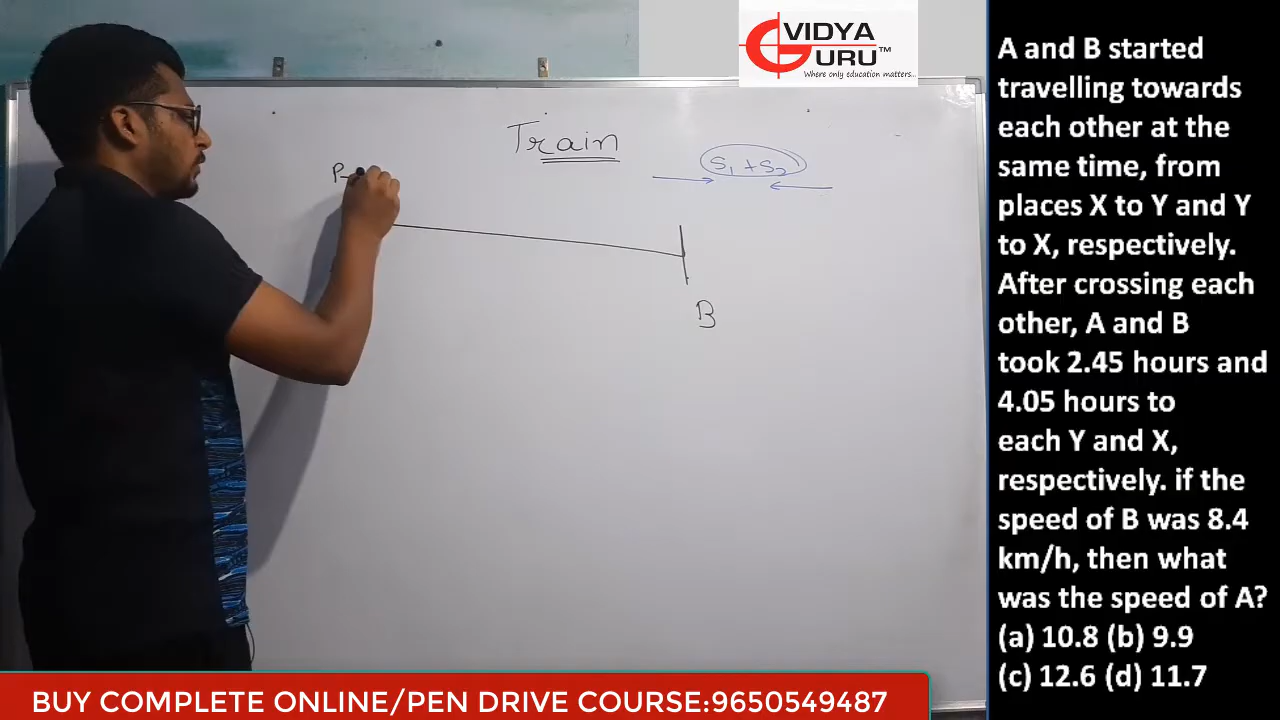 VIDYA
GURU™
Where only education matters...
Train
S1 + S2
P
B
A and B started
travelling towards
each other at the
same time, from
places X to Y and Y
to X, respectively.
After crossing each
other, A and B
took 2.45 hours and
4.05 hours to
each Y and X,
respectively. if the
speed of B was 8.4
km/h, then what
was the speed of A?
(a) 10.8 (b) 9.9
(c) 12.6 (d) 11.7
BUY COMPLETE ONLINE/PEN DRIVE COURSE:9650549487